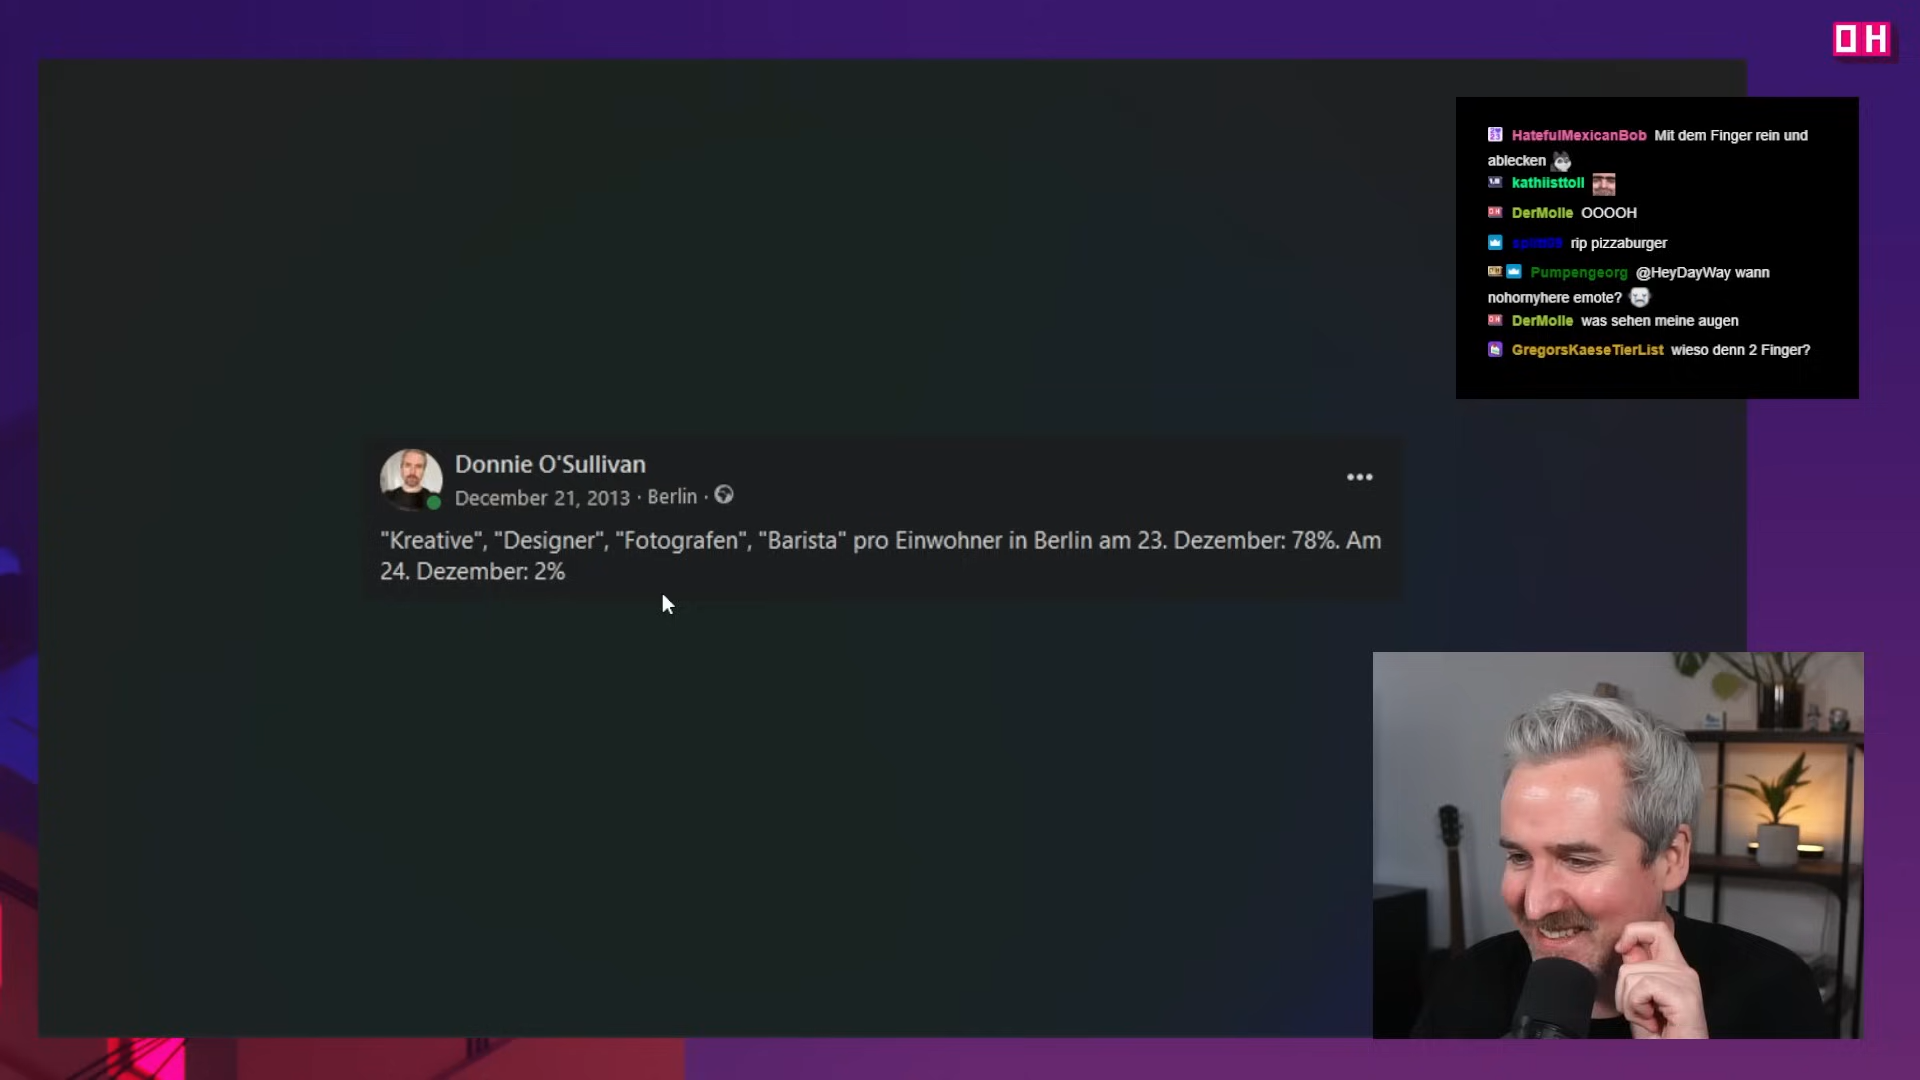 OH
HatefulMexicanBob Mit dem Finger rein und
ablecken
kathiisttoll
DerMolle OOOOH
rip pizzaburger
Pumpengeorg @HeyDayWay wann
nohornyhere emote?
DerMolle was sehen meine augen
GregorsKaeseTierList wieso denn 2 Finger?
Donnie O'Sullivan
December 21, 2013 · Berlin ·
"Kreative", "Designer", "Fotografen", "Barista" pro Einwohner in Berlin am 23. Dezember: 78%. Am
24. Dezember: 2%